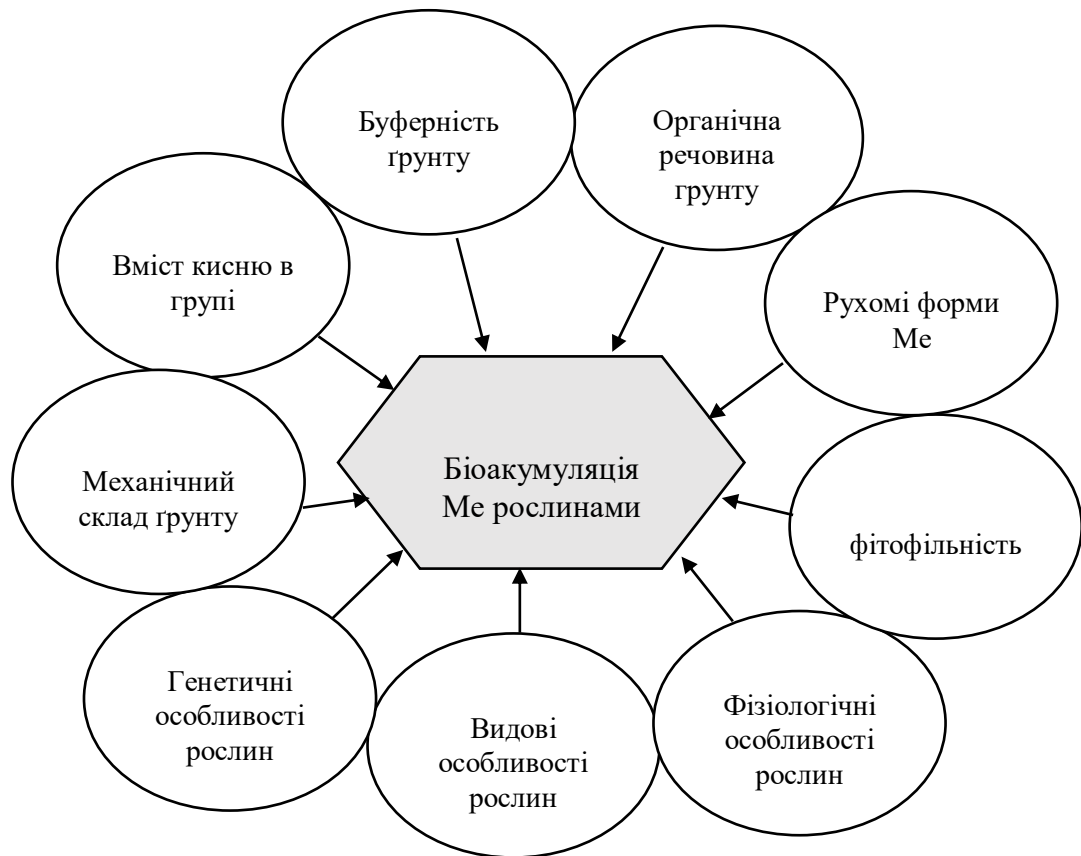 Буферність
ґрунту
Органічна
речовина
грунту
Вміст кисню в
групі
Рухомі форми
Ме
Біоакумуляція
Ме рослинами
Механічний
склад ґрунту
фітофільність
Генетичні
особливості
рослин
Видові
особливості
рослин
Фізіологічні
особливості
рослин